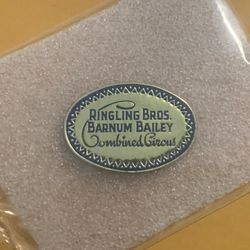 RINGLING BROS.
BARNUM BAILEY
Combined Circus